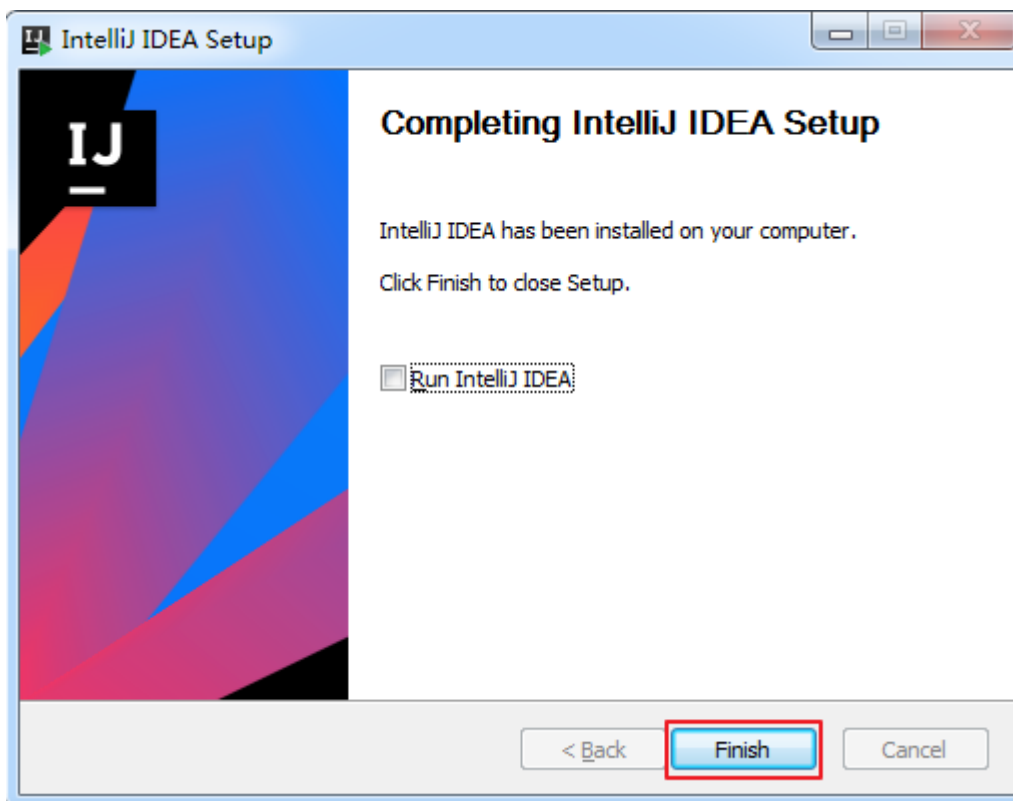 IntelliJ IDEA Setup
IJ
Completing IntelliJ IDEA Setup
IntelliJ IDEA has been installed on your computer.
Click Finish to close Setup.
Run IntelliJ IDEA
< Back
Finish
Cancel